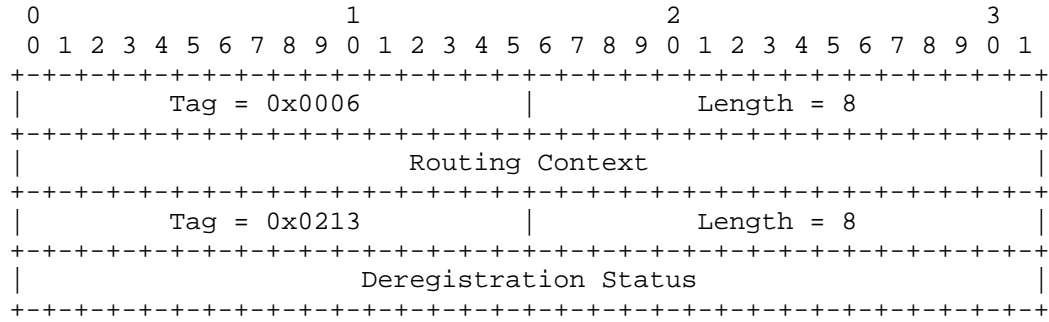 0                   1                   2                   3
 0 1 2 3 4 5 6 7 8 9 0 1 2 3 4 5 6 7 8 9 0 1 2 3 4 5 6 7 8 9 0 1
+-+-+-+-+-+-+-+-+-+-+-+-+-+-+-+-+-+-+-+-+-+-+-+-+-+-+-+-+-+-+-+-+
|         Tag = 0x0006          |          Length = 8           |
+-+-+-+-+-+-+-+-+-+-+-+-+-+-+-+-+-+-+-+-+-+-+-+-+-+-+-+-+-+-+-+-+
|                        Routing Context                        |
+-+-+-+-+-+-+-+-+-+-+-+-+-+-+-+-+-+-+-+-+-+-+-+-+-+-+-+-+-+-+-+-+
|         Tag = 0x0213          |          Length = 8           |
+-+-+-+-+-+-+-+-+-+-+-+-+-+-+-+-+-+-+-+-+-+-+-+-+-+-+-+-+-+-+-+-+
|                     Deregistration Status                     |
+-+-+-+-+-+-+-+-+-+-+-+-+-+-+-+-+-+-+-+-+-+-+-+-+-+-+-+-+-+-+-+-+